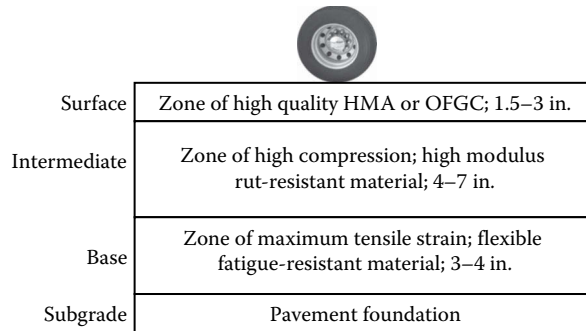 Surface
Zone of high quality HMA or OFGC; 1.5–3 in.
Intermediate
Zone of high compression; high modulus
rut-resistant material; 4–7 in.
Base
Zone of maximum tensile strain; flexible
fatigue-resistant material; 3–4 in.
Subgrade
Pavement foundation